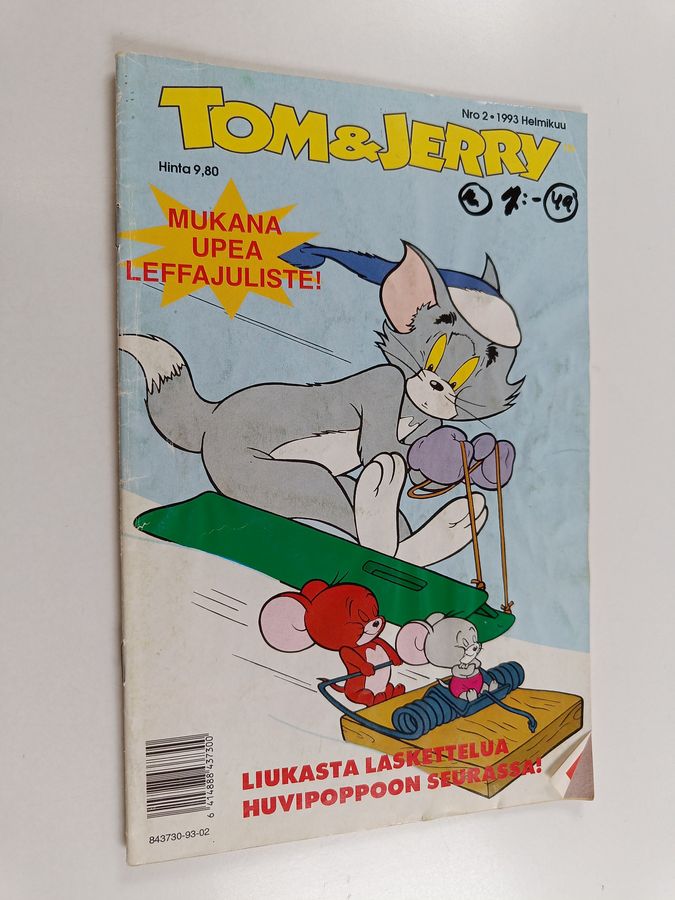 Nro 2 • 1993 Helmikuu
TOM & JERRY
Hinta 9,80
MUKANA
UPEA
LEFFAJULISTE!
LIUKASTA LASKETTELUA
HUVIPOPPOON SEURASSA!
6 414888 437300
843730-93-02